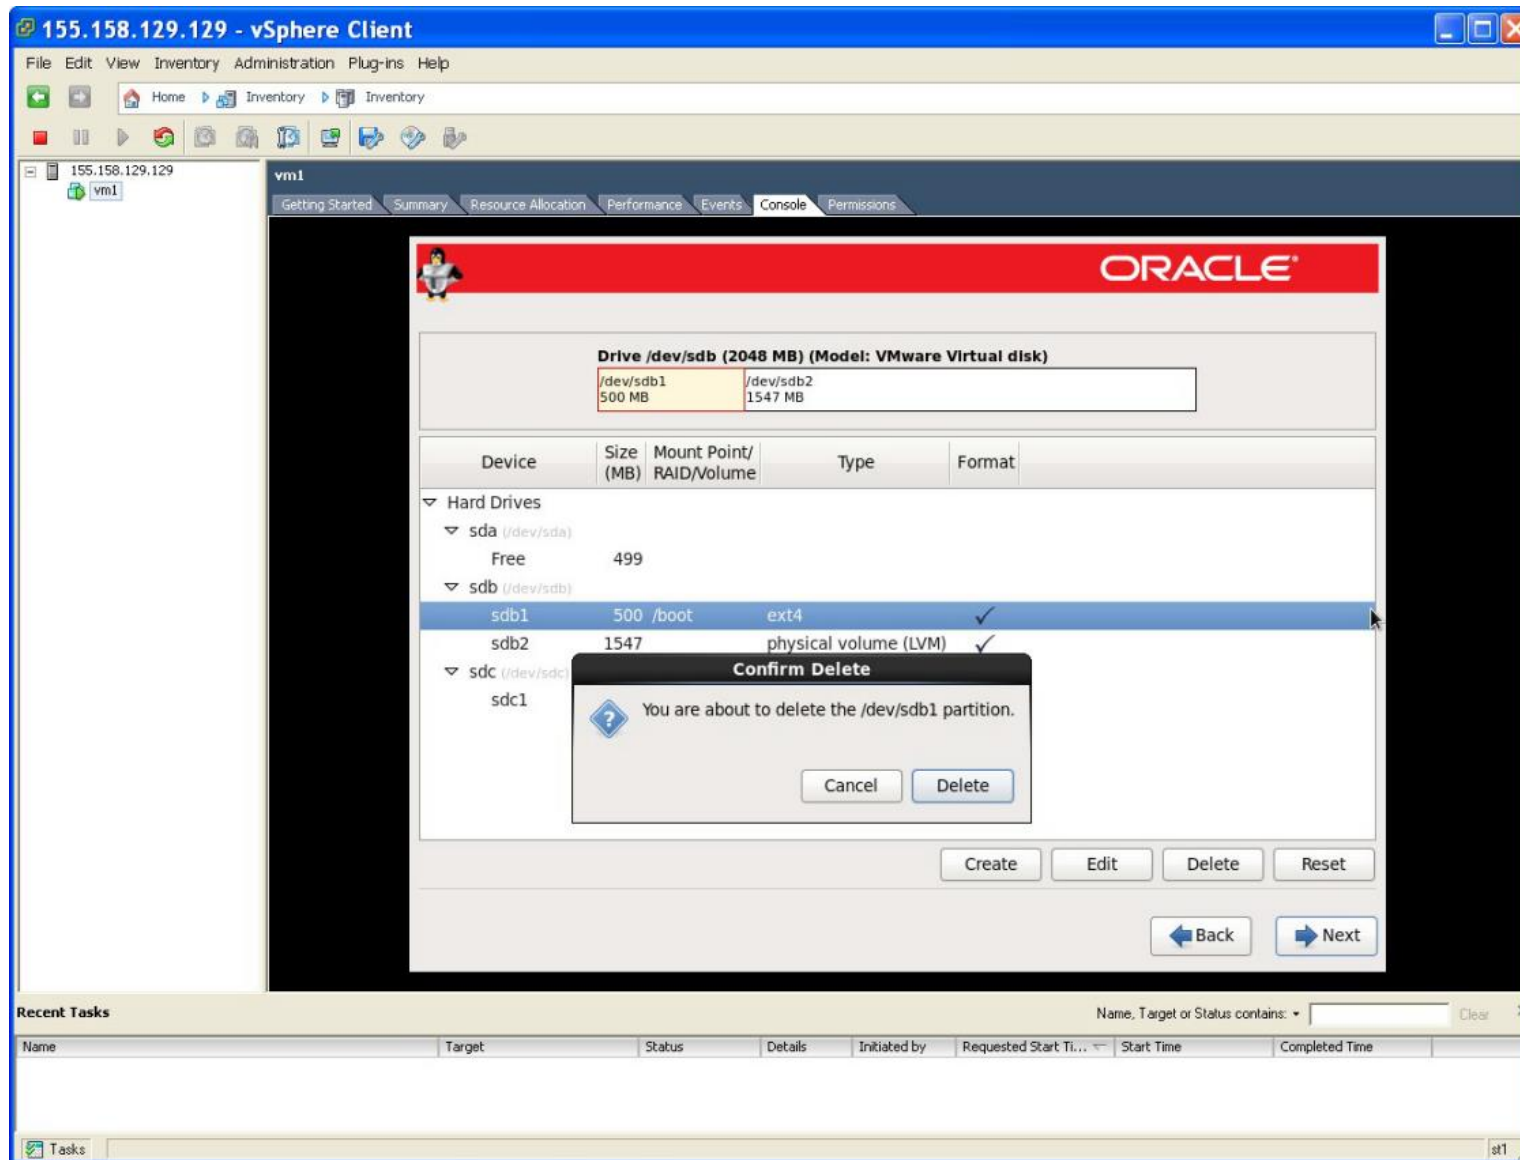 155.158.129.129 - vSphere Client
File Edit View Inventory Administration Plug-ins Help
Home Inventory Inventory
155.158.129.129
vm1
vm1
Getting Started Summary Resource Allocation Performance Events Console Permissions
ORACLE
Drive /dev/sdb (2048 MB) (Model: VMware Virtual disk)
/dev/sdb1 /dev/sdb2
500 MB 1547 MB
Device Size (MB) Mount Point/ RAID/Volume Type Format
Hard Drives
sda (/dev/sda)
Free 499
sdb (/dev/sdb)
sdb1 500 /boot ext4
sdb2 1547 physical volume (LVM)
sdc (/dev/sdc)
sdc1
Confirm Delete
You are about to delete the /dev/sdb1 partition.
Cancel Delete
Create Edit Delete Reset
Back Next
Recent Tasks Name, Target or Status contains: Clear
Name Target Status Details Initiated by Requested Start Ti... Start Time Completed Time
Tasks st1